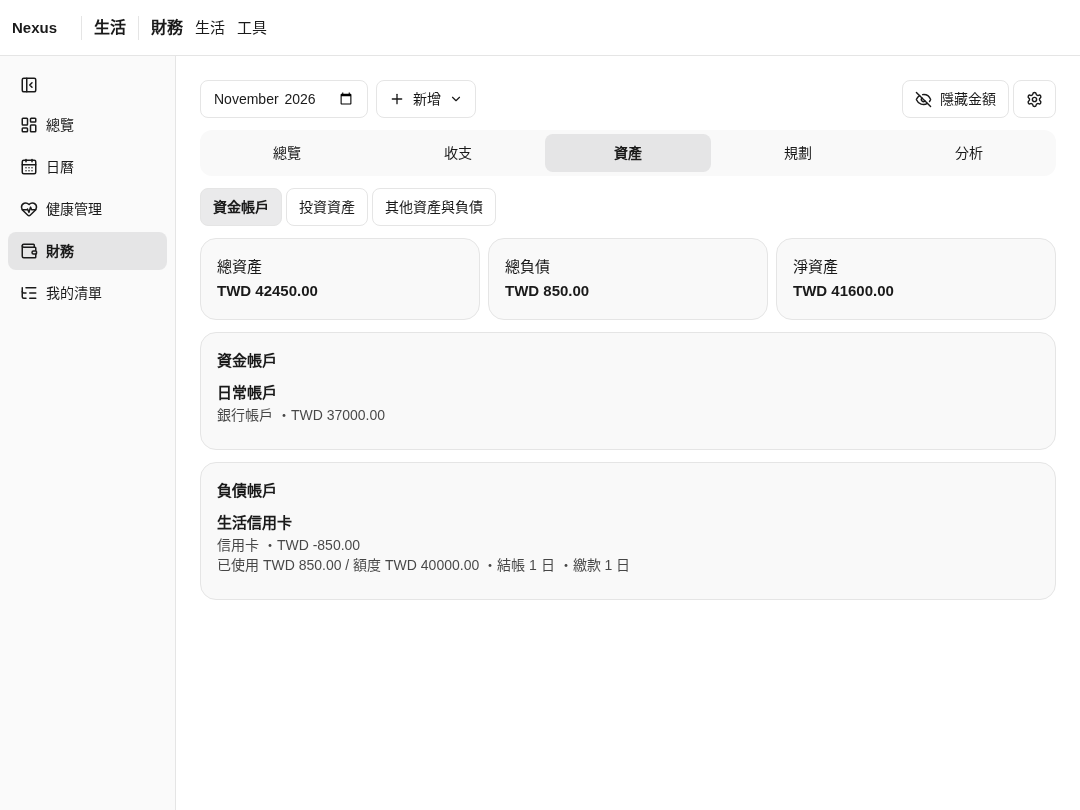 Nexus 生活 財務 生活 工具
總覽
日曆
健康管理
財務
我的清單
November 2026 新增 隱藏金額
總覽 收支 資產 規劃 分析
資金帳戶 投資資產 其他資產與負債
總資產 總負債 淨資產
TWD 42450.00 TWD 850.00 TWD 41600.00
資金帳戶
日常帳戶
銀行帳戶 ・TWD 37000.00
負債帳戶
生活信用卡
信用卡 ・TWD -850.00
已使用 TWD 850.00 / 額度 TWD 40000.00 ・結帳 1 日 ・繳款 1 日